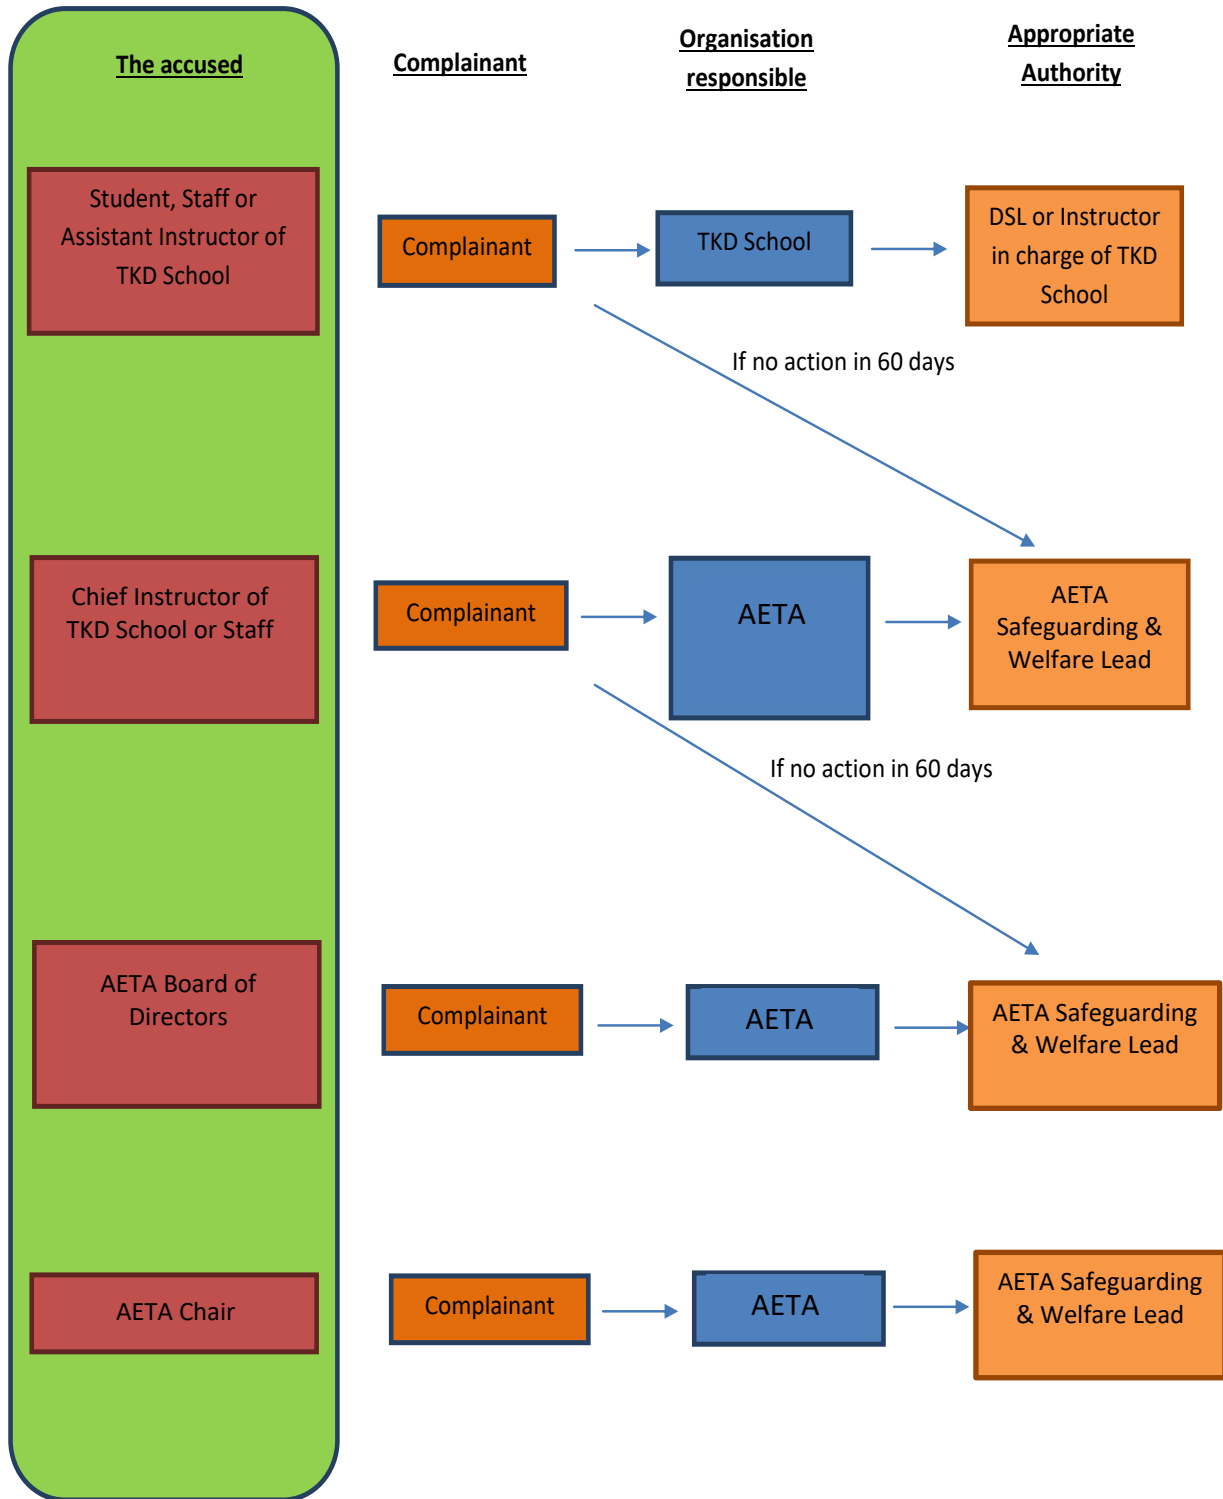 The accused
Complainant
Organisation
responsible
Appropriate
Authority
Student, Staff or
Assistant Instructor of
TKD School
Complainant
TKD School
DSL or Instructor
in charge of TKD
School
If no action in 60 days
Chief Instructor of
TKD School or Staff
Complainant
AETA
AETA
Safeguarding &
Welfare Lead
If no action in 60 days
AETA Board of
Directors
Complainant
AETA
AETA Safeguarding
& Welfare Lead
AETA Chair
Complainant
AETA
AETA Safeguarding
& Welfare Lead